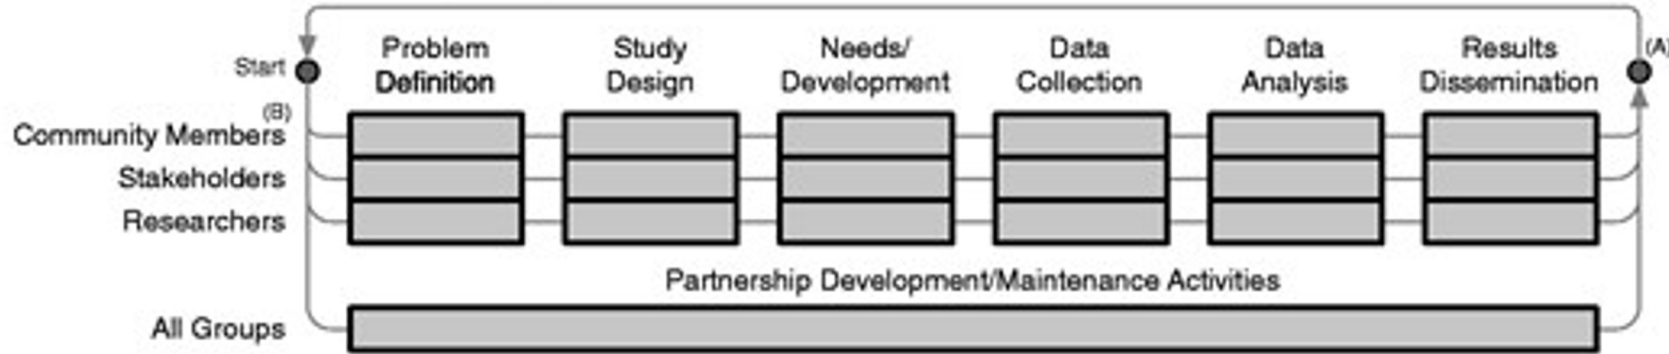 Start
(A)
Problem
Definition
Study
Design
Needs/
Development
Data
Collection
Data
Analysis
Results
Dissemination
(B)
Community Members
Stakeholders
Researchers
Partnership Development/Maintenance Activities
All Groups